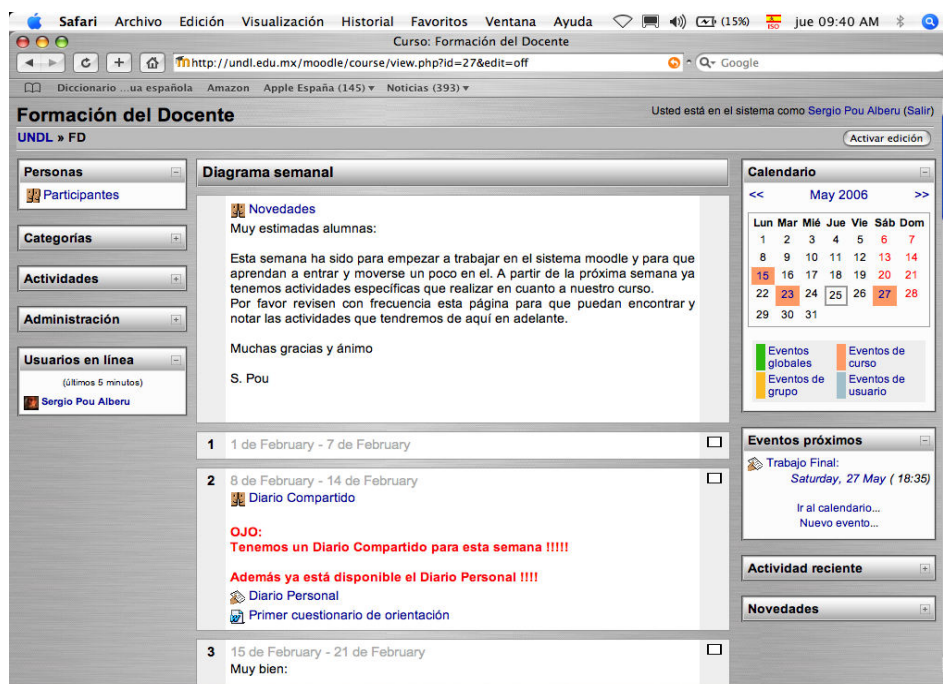 Safari Archivo Edición Visualización Historial Favoritos Ventana Ayuda (15%) ISO jue 09:40 AM
Curso: Formación del Docente
http://undl.edu.mx/moodle/course/view.php?id=27&edit=off
Google
Diccionario ...ua española Amazon Apple España (145) Noticias (393)
Formación del Docente
Usted está en el sistema como Sergio Pou Alberu (Salir)
UNDL » FD
Activar edición
Personas
Participantes
Categorías
Actividades
Administración
Usuarios en línea
(últimos 5 minutos)
Sergio Pou Alberu
Diagrama semanal
Novedades
Muy estimadas alumnas:
Esta semana ha sido para empezar a trabajar en el sistema moodle y para que
aprendan a entrar y moverse un poco en el. A partir de la próxima semana ya
tenemos actividades específicas que realizar en cuanto a nuestro curso.
Por favor revisen con frecuencia esta página para que puedan encontrar y
notar las actividades que tendremos de aquí en adelante.
Muchas gracias y ánimo
S. Pou
1 1 de February - 7 de February
2 8 de February - 14 de February
Diario Compartido
OJO:
Tenemos un Diario Compartido para esta semana !!!!!
Además ya está disponible el Diario Personal !!!!
Diario Personal
Primer cuestionario de orientación
3 15 de February - 21 de February
Muy bien:
Calendario
<< May 2006 >>
Lun Mar Mié Jue Vie Sáb Dom
1 2 3 4 5 6 7
8 9 10 11 12 13 14
15 16 17 18 19 20 21
22 23 24 25 26 27 28
29 30 31
Eventos globales
Eventos de curso
Eventos de grupo
Eventos de usuario
Eventos próximos
Trabajo Final:
Saturday, 27 May ( 18:35)
Ir al calendario...
Nuevo evento...
Actividad reciente
Novedades